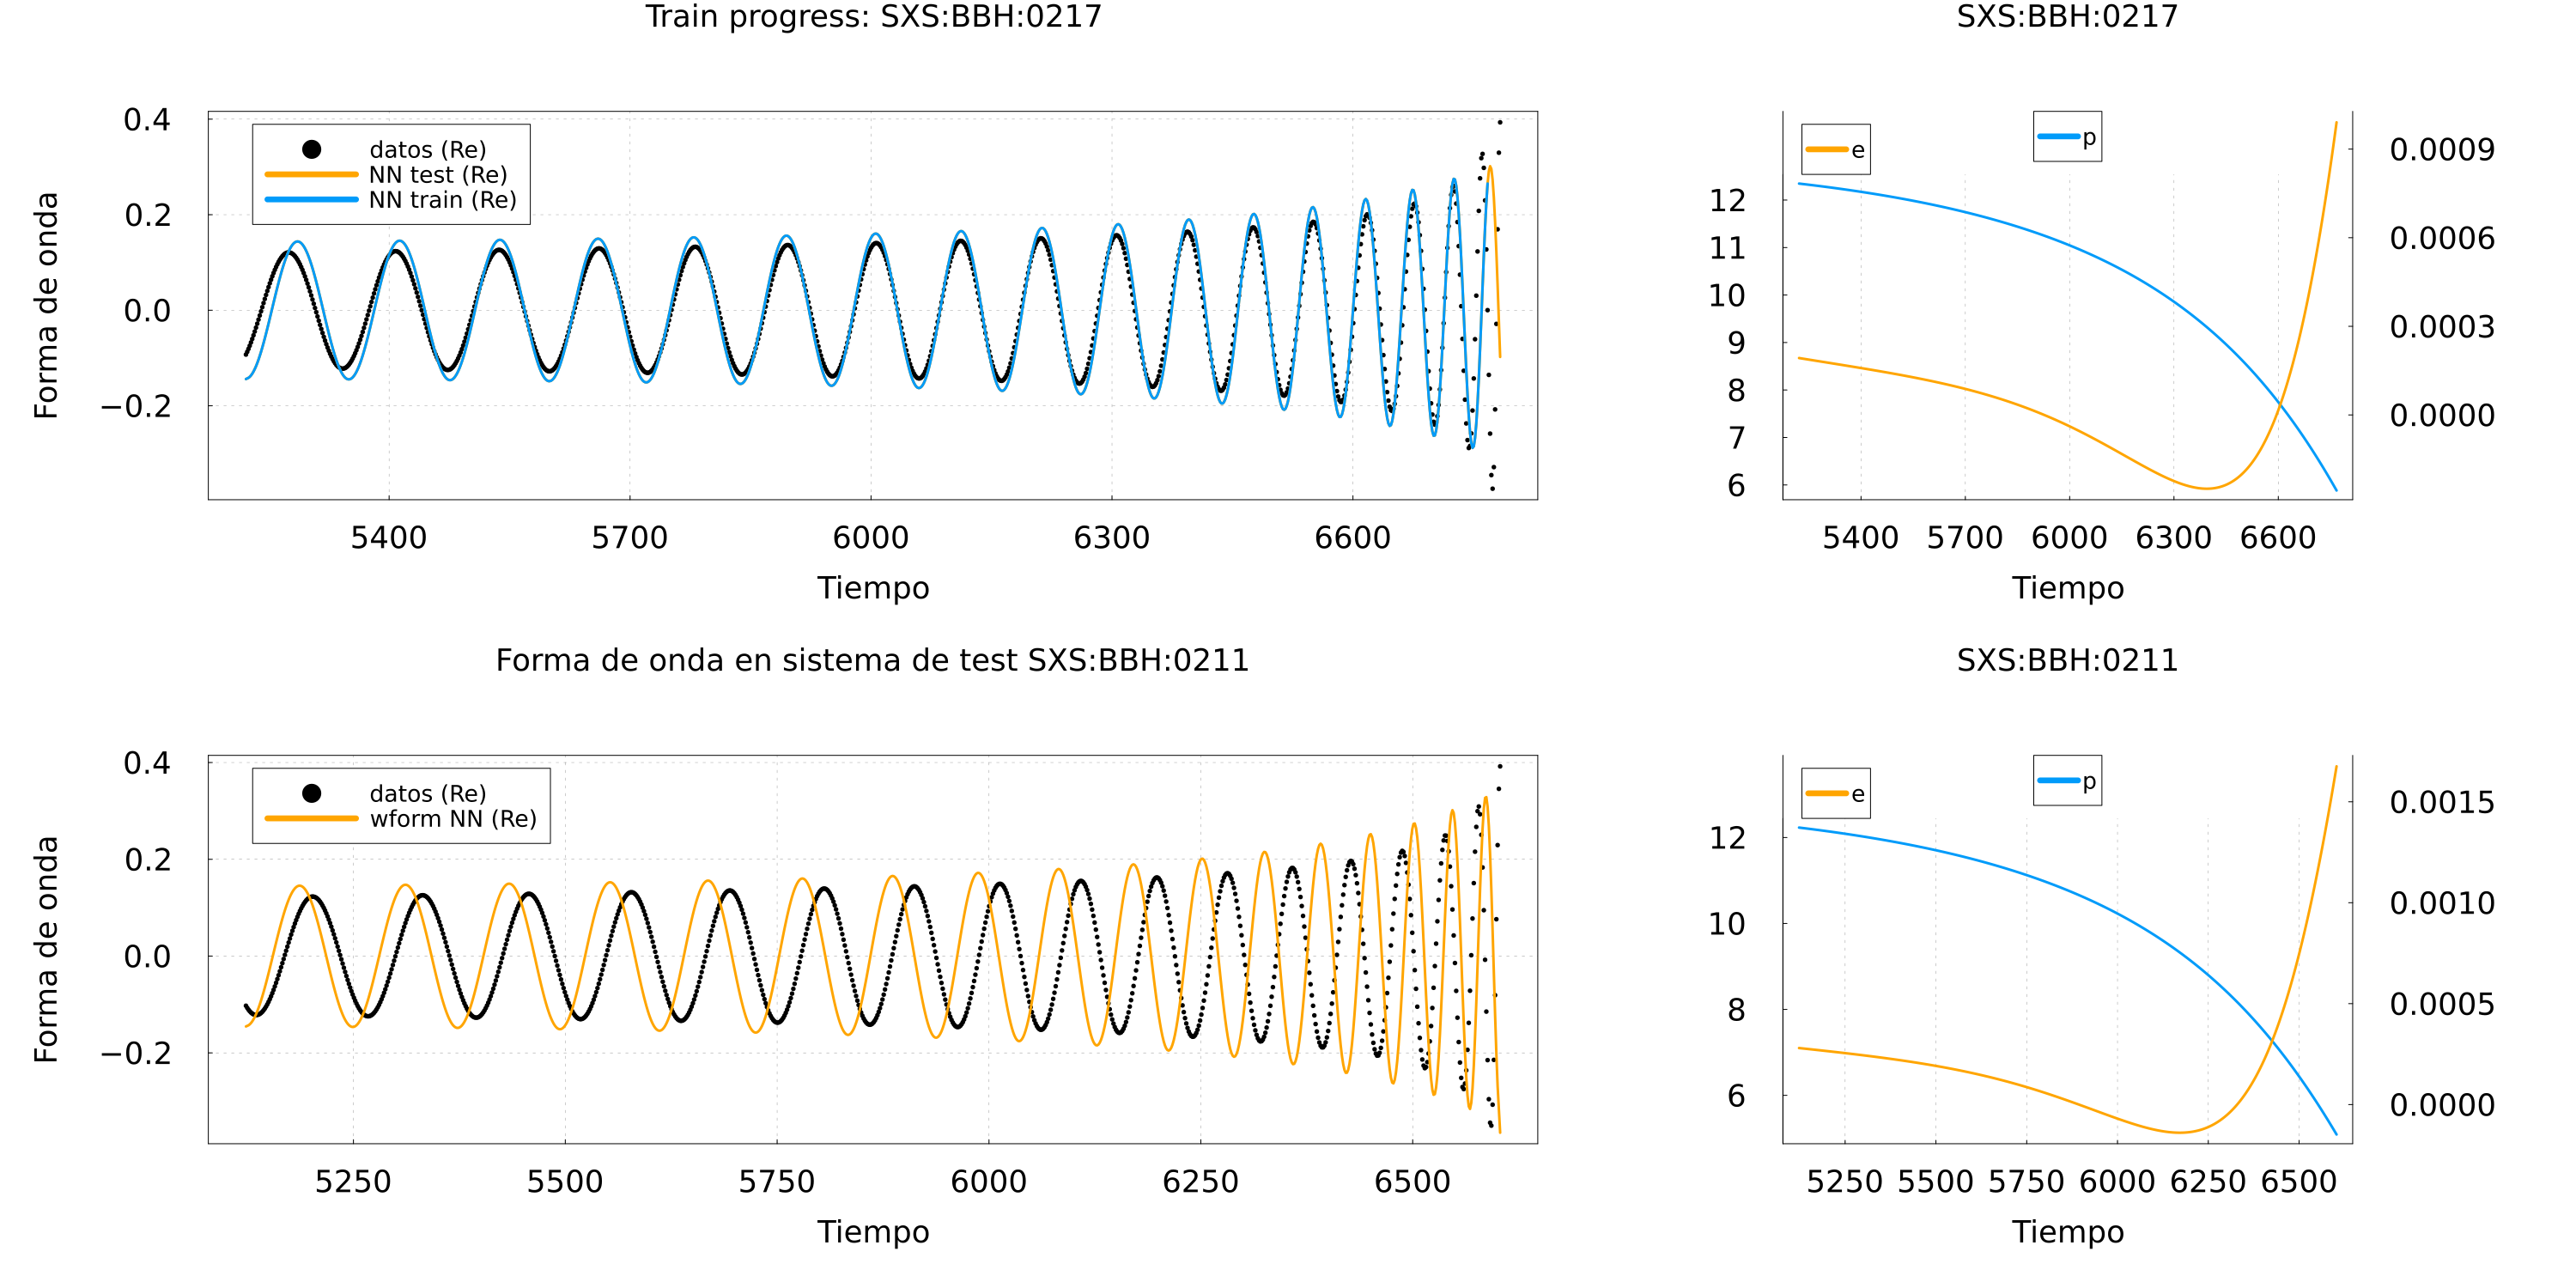 Train progress: SXS:BBH:0217
Forma de onda
0.4
0.2
0.0
−0.2
datos (Re)
NN test (Re)
NN train (Re)
5400 5700 6000 6300 6600
Tiempo
SXS:BBH:0217
e
p
12
11
10
9
8
7
6
0.0009
0.0006
0.0003
0.0000
5400 5700 6000 6300 6600
Tiempo
Forma de onda en sistema de test SXS:BBH:0211
Forma de onda
0.4
0.2
0.0
−0.2
datos (Re)
wform NN (Re)
5250 5500 5750 6000 6250 6500
Tiempo
SXS:BBH:0211
e
p
12
10
8
6
0.0015
0.0010
0.0005
0.0000
5250 5500 5750 6000 6250 6500
Tiempo